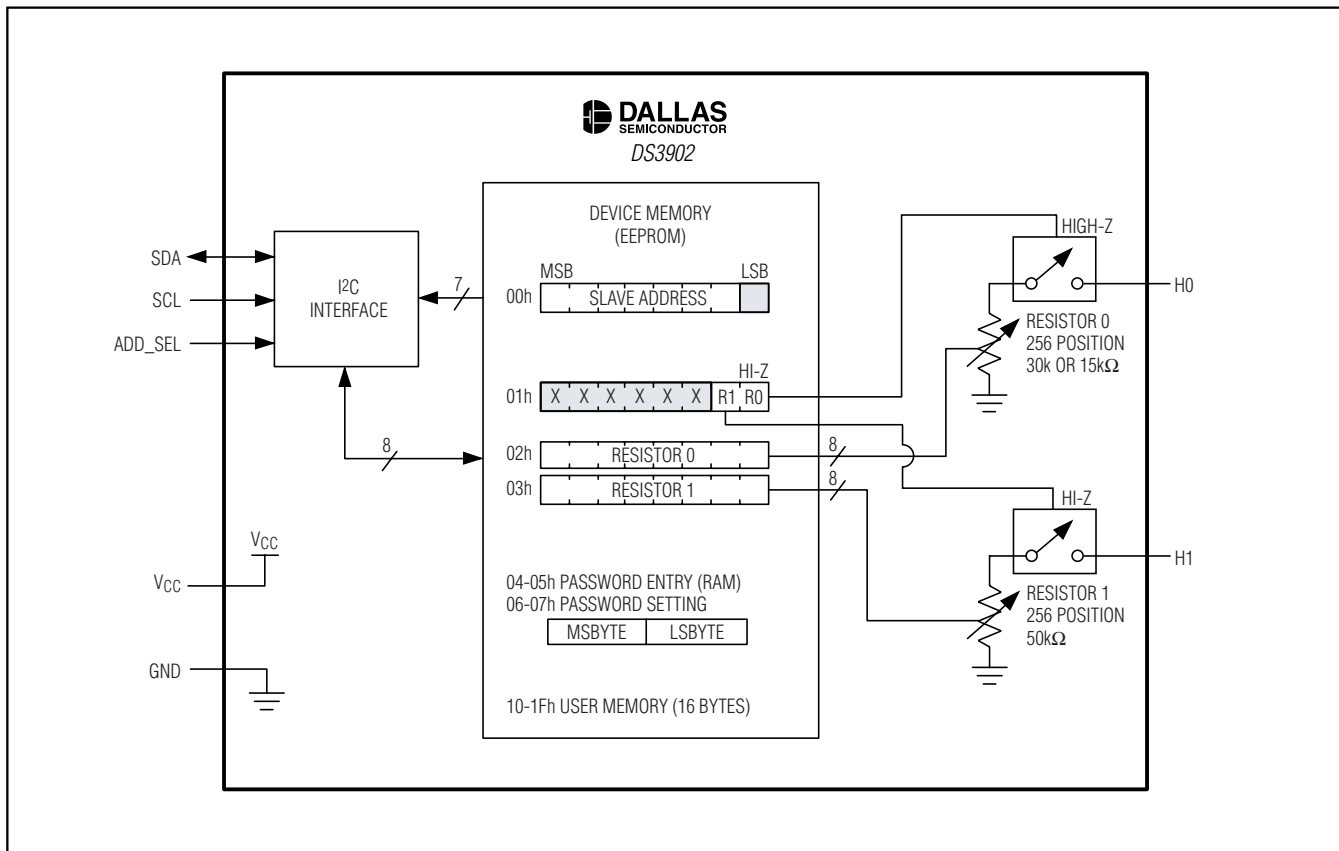 DALLAS
SEMICONDUCTOR
DS3902
DEVICE MEMORY
(EEPROM)
SDA
SCL
ADD_SEL
I²C
INTERFACE
7
8
MSB
LSB
00h
SLAVE ADDRESS
HI-Z
01h
X X X X X X R1 R0
02h
RESISTOR 0
8
03h
RESISTOR 1
8
04-05h PASSWORD ENTRY (RAM)
06-07h PASSWORD SETTING
MSBYTE
LSBYTE
10-1Fh USER MEMORY (16 BYTES)
VCC
VCC
GND
HIGH-Z
H0
RESISTOR 0
256 POSITION
30k OR 15kΩ
HI-Z
H1
RESISTOR 1
256 POSITION
50kΩ